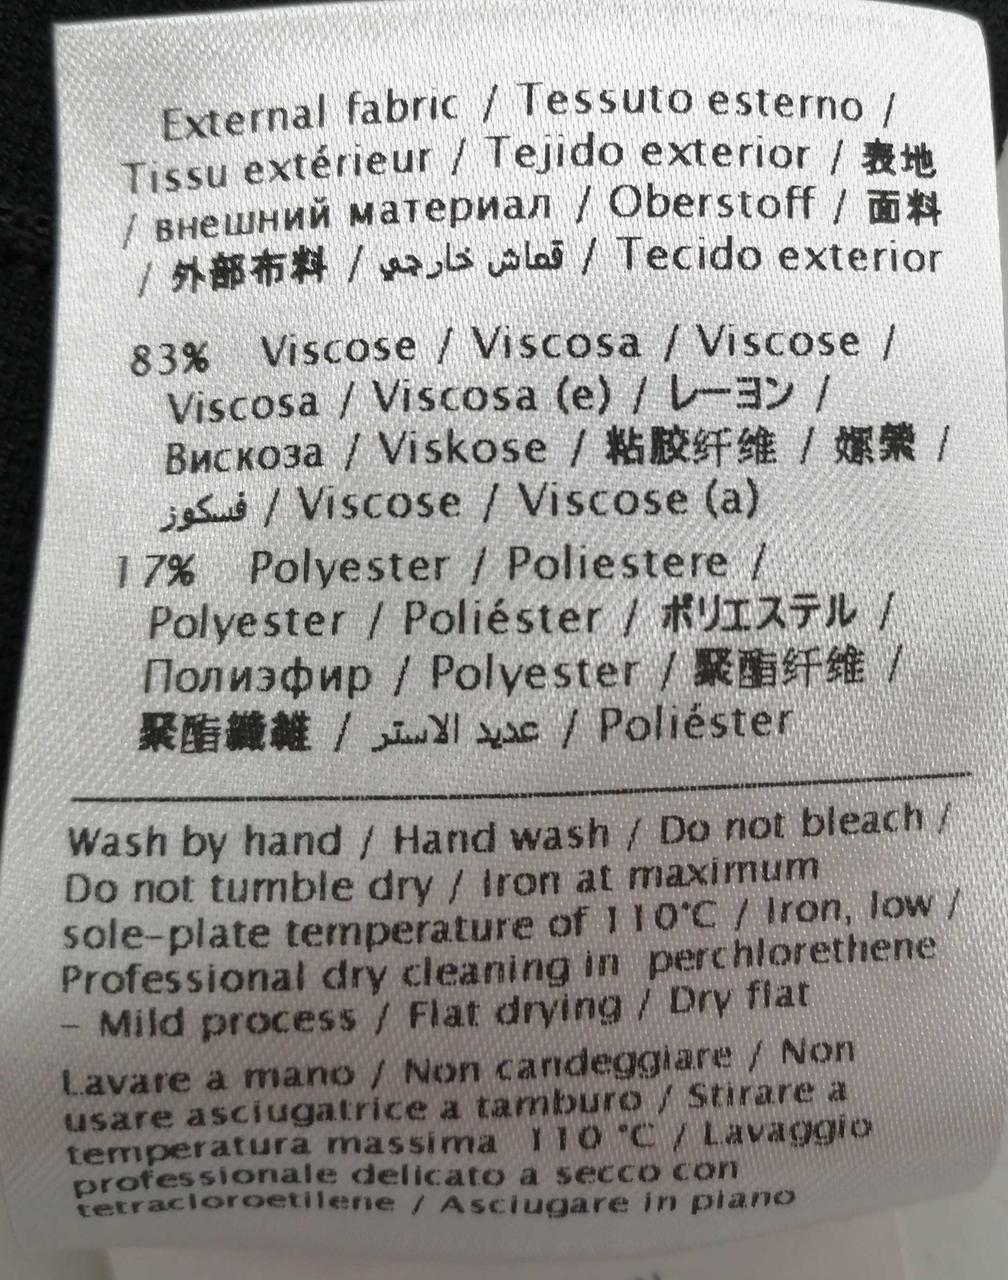 External fabric / Tessuto esterno /
Tissu extérieur / Tejido exterior / 表地
/ внешний материал / Oberstoff / 面料
/ 外部布料 / قماش خارجي / Tecido exterior
83% Viscose / Viscosa / Viscose /
Viscosa / Viscosa (e) / レーヨン /
Вискоза / Viskose / 粘胶纤维 / 嫘縈 /
فسكوز / Viscose / Viscose (a)
17% Polyester / Poliestere /
Polyester / Poliéster / ポリエステル /
Полиэфир / Polyester / 聚酯纤维 /
聚酯纖維 / عديد الاستر / Poliéster
Wash by hand / Hand wash / Do not bleach /
Do not tumble dry / Iron at maximum
sole-plate temperature of 110°C / Iron, low /
Professional dry cleaning in perchlorethene
- Mild process / Flat drying / Dry flat
Lavare a mano / Non candeggiare / Non
usare asciugatrice a tamburo / Stirare a
temperatura massima 110 °C / Lavaggio
professionale delicato a secco con
tetracloroetilene / Asciugare in piano